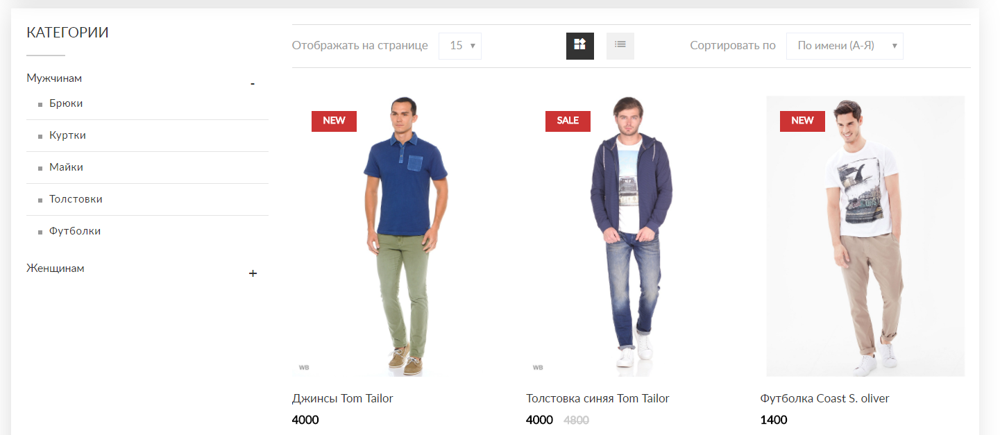 КАТЕГОРИИ
Мужчинам
-
Брюки
Куртки
Майки
Толстовки
Футболки
Женщинам
+
Отображать на странице 15
Сортировать по По имени (А-Я)
NEW
WB
Джинсы Tom Tailor
4000
SALE
WB
Толстовка синяя Tom Tailor
4000 4800
NEW
Футболка Coast S. oliver
1400